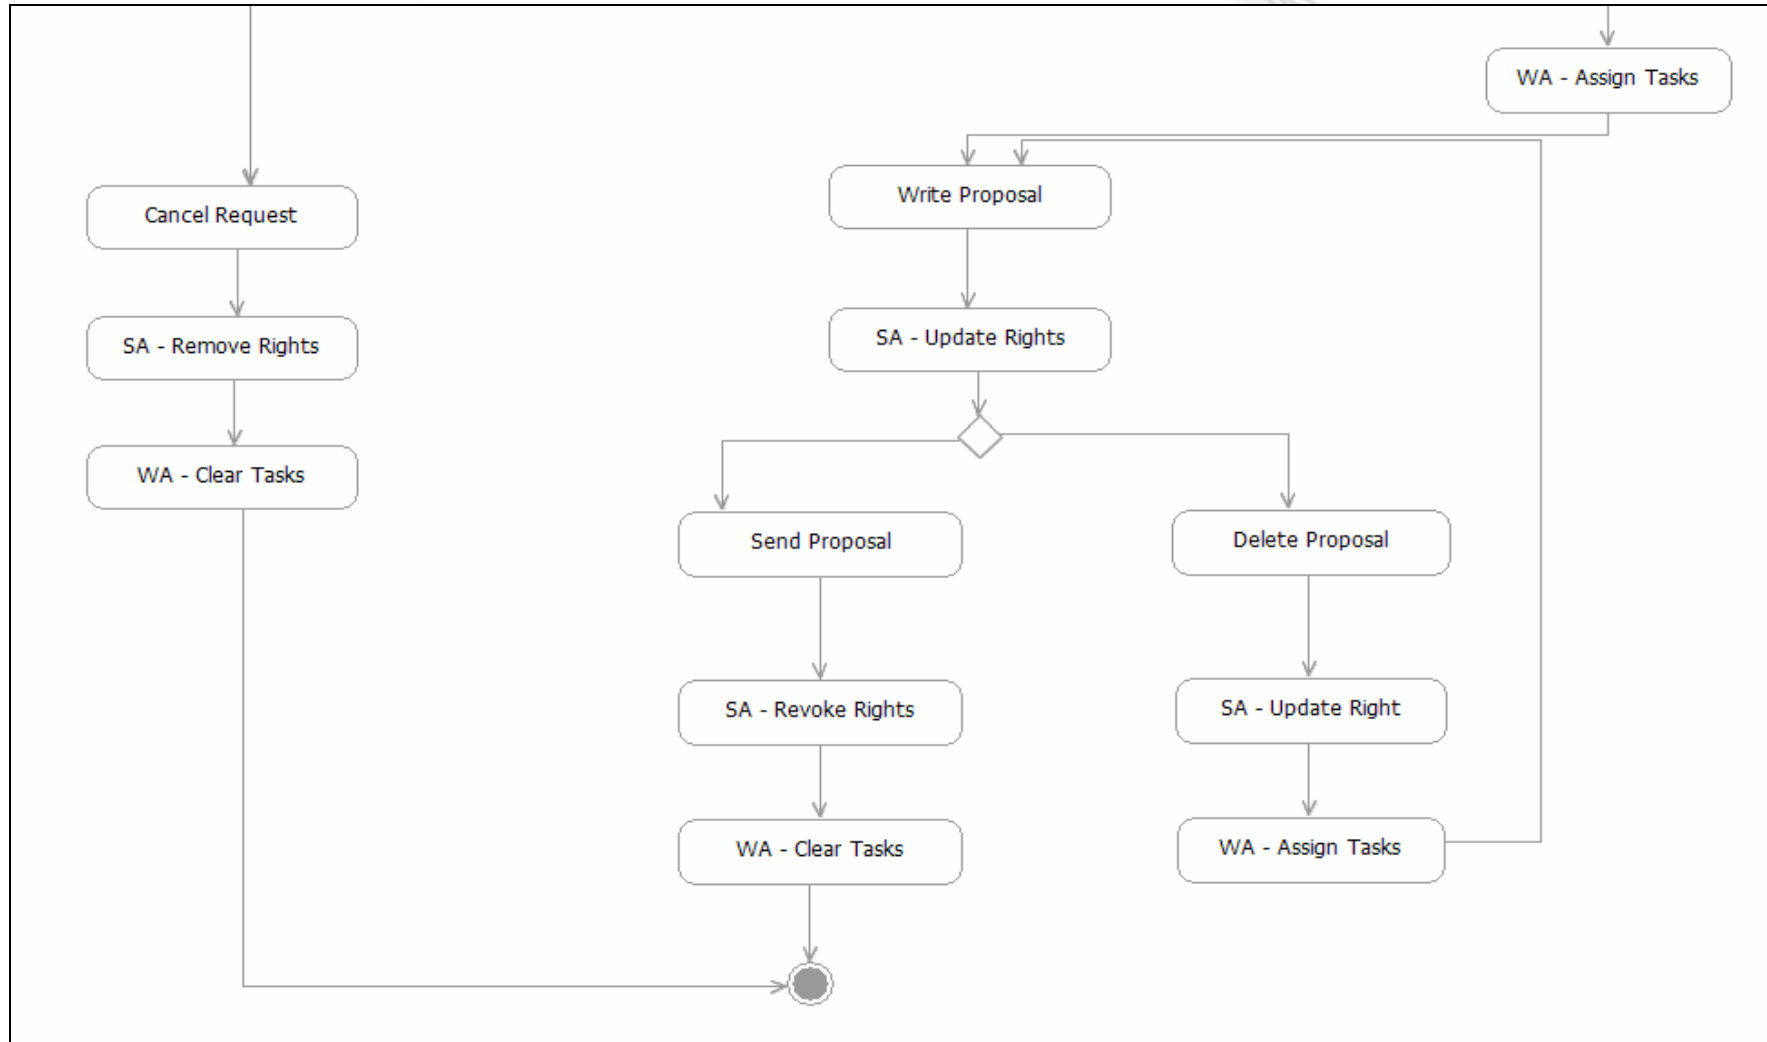 WA - Assign Tasks
Write Proposal
Cancel Request
SA - Update Rights
SA - Remove Rights
WA - Clear Tasks
Send Proposal
Delete Proposal
SA - Revoke Rights
SA - Update Right
WA - Clear Tasks
WA - Assign Tasks